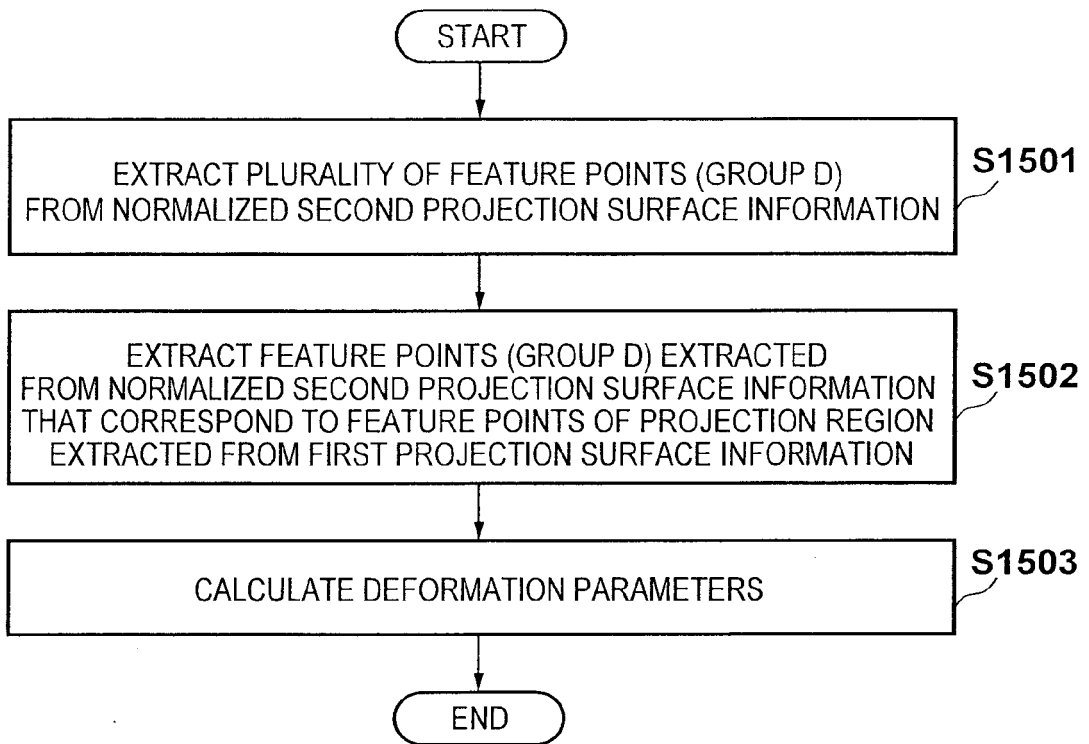 START
EXTRACT PLURALITY OF FEATURE POINTS (GROUP D)
FROM NORMALIZED SECOND PROJECTION SURFACE INFORMATION
S1501
EXTRACT FEATURE POINTS (GROUP D) EXTRACTED
FROM NORMALIZED SECOND PROJECTION SURFACE INFORMATION
THAT CORRESPOND TO FEATURE POINTS OF PROJECTION REGION
EXTRACTED FROM FIRST PROJECTION SURFACE INFORMATION
S1502
CALCULATE DEFORMATION PARAMETERS
S1503
END